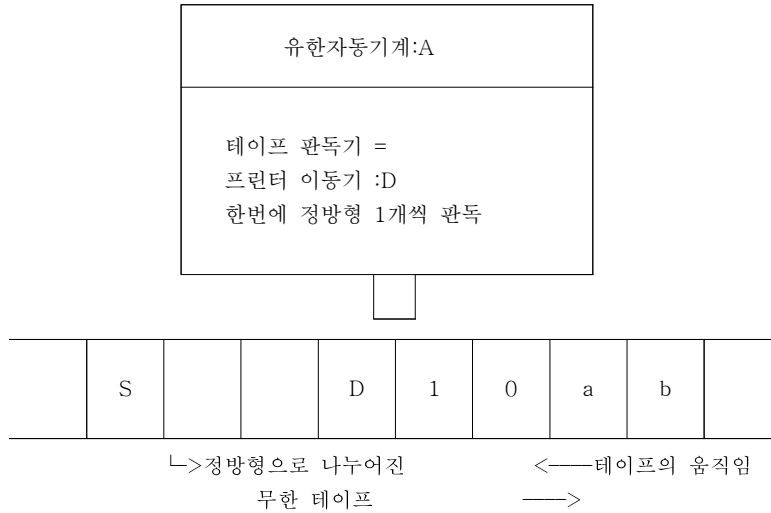 유한자동기계:A
테이프 판독기 =
프린터 이동기 :D
한번에 정방형 1개씩 판독
S D 1 0 a b
└─>정방형으로 나누어진 <────테이프의 움직임
무한 테이프 ────>